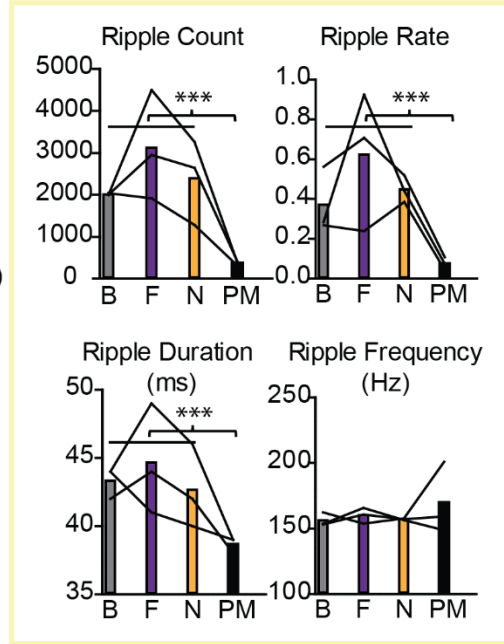 Ripple Count
5000
4000
3000
2000
1000
0
***
B F N PM
Ripple Rate
1.0
0.8
0.6
0.4
0.2
0.0
***
B F N PM
Ripple Duration
(ms)
50
45
40
35
***
B F N PM
Ripple Frequency
(Hz)
250
200
150
100
B F N PM